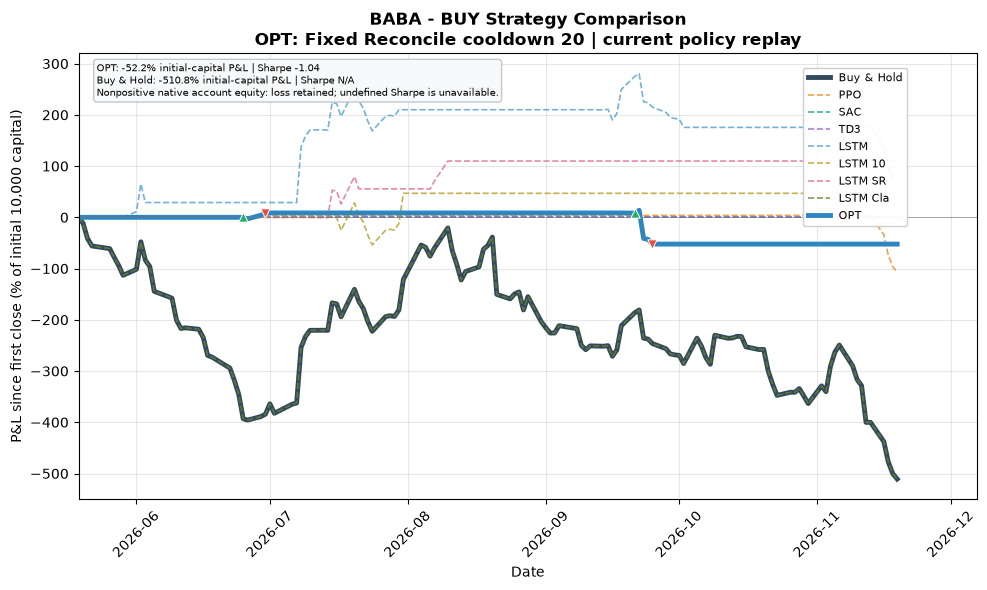 BABA - BUY Strategy Comparison
OPT: Fixed Reconcile cooldown 20 | current policy replay
OPT: -52.2% initial-capital P&L | Sharpe -1.04
Buy & Hold: -510.8% initial-capital P&L | Sharpe N/A
Nonpositive native account equity: loss retained; undefined Sharpe is unavailable.
Buy & Hold
PPO
SAC
TD3
LSTM
LSTM 10
LSTM SR
LSTM Cla
OPT
P&L since first close (% of initial 10,000 capital)
300
200
100
0
−100
−200
−300
−400
−500
2026-06
2026-07
2026-08
2026-09
2026-10
2026-11
2026-12
Date